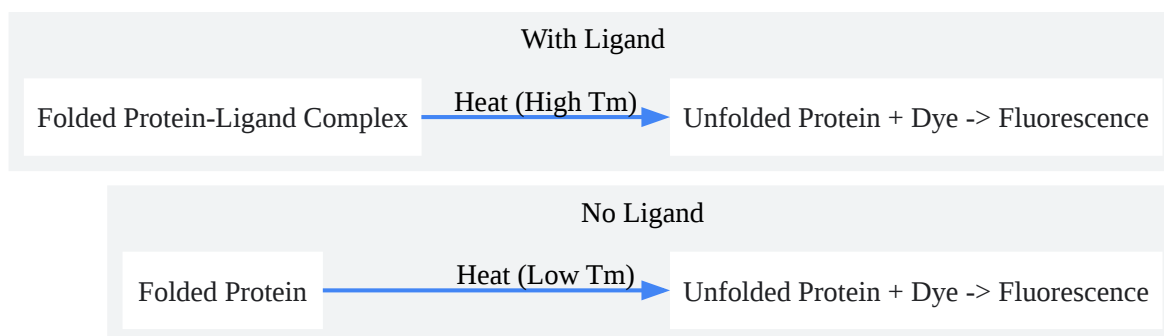 With Ligand
Folded Protein-Ligand Complex
Heat (High Tm)
Unfolded Protein + Dye -> Fluorescence
No Ligand
Folded Protein
Heat (Low Tm)
Unfolded Protein + Dye -> Fluorescence